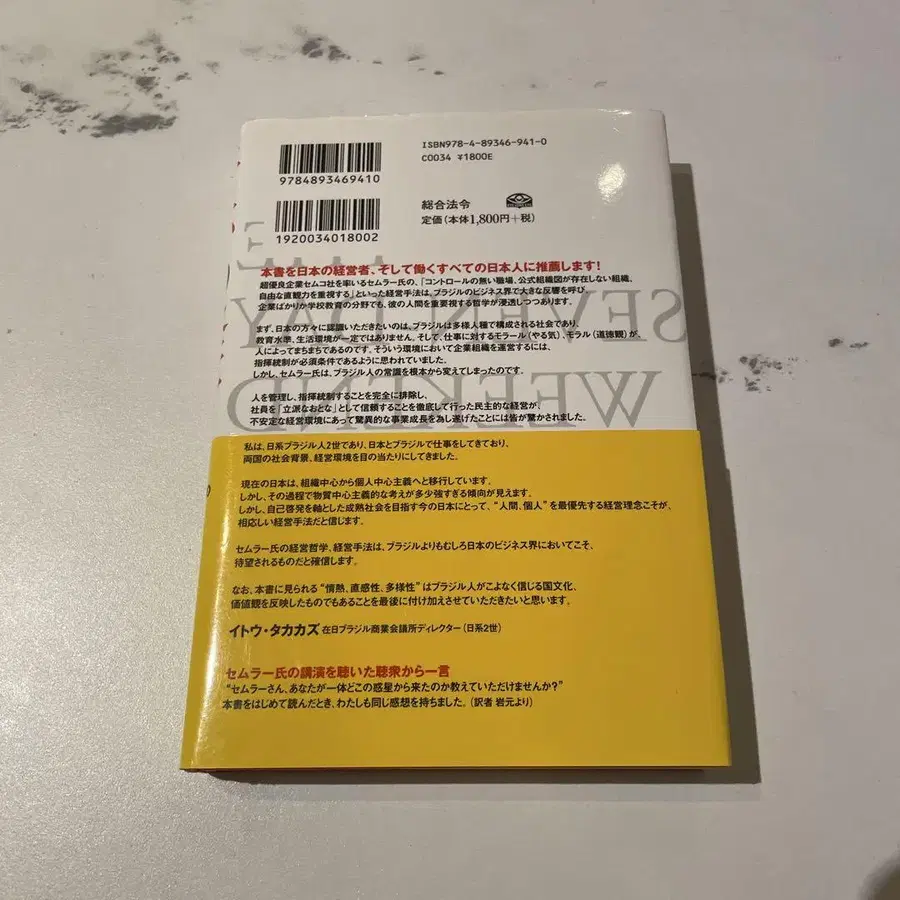 ISBN978-4-89346-941-0
C0034 ¥1800E
9784893469410
総合法令
定価(本体1,800円+税)
1920034018002
THE
SEVEN-DAY
WEEKEND
本書を日本の経営者、そして働くすべての日本人に推薦します!
超優良企業セムコ社を率いるセムラー氏の、「コントロールの無い職場、公式組織図が存在しない組織、
自由な直観力を重視する」といった経営手法は、ブラジルのビジネス界で大きな反響を呼び、
企業ばかりか学校教育の分野でも、彼の人間を重要視する哲学が浸透しつつあります。
まず、日本の方々に認識いただきたいのは、ブラジルは多様人種で構成される社会であり、
教育水準、生活環境が一定ではありません。そして、仕事に対するモラール(やる気)、モラル(道徳観)が、
人によってまちまちであるのです。そういう環境において企業組織を運営するには、
指揮統制が必須条件であるように思われていました。
しかし、セムラー氏は、ブラジル人の常識を根本から変えてしまったのです。
人を管理し、指揮統制することを完全に排除し、
社員を「立派なおとな」として信頼することを徹底して行った民主的な経営が、
不安定な経営環境にあって驚異的な事業成長を為し遂げたことには皆が驚かされました。
私は、日系ブラジル人2世であり、日本とブラジルで仕事をしてきており、
両国の社会背景、経営環境を目の当たりにしてきました。
現在の日本は、組織中心から個人中心主義へと移行しています。
しかし、その過程で物質中心主義的な考えが多少強すぎる傾向が見えます。
しかし、自己啓発を軸とした成熟社会を目指す今の日本にとって、“人間、個人”を最優先する経営理念こそが、
相応しい経営手法だと信じます。
セムラー氏の経営哲学、経営手法は、ブラジルよりもむしろ日本のビジネス界においてこそ、
待望されるものだと確信します。
なお、本書に見られる“情熱、直感性、多様性”はブラジル人がこよなく信じる国文化、
価値観を反映したものでもあることを最後に付け加えさせていただきたいと思います。
イトウ・タカカズ 在日ブラジル商業会議所ディレクター(日系2世)
セムラー氏の講演を聴いた聴衆から一言
“セムラーさん、あなたが一体どこの惑星から来たのか教えていただけませんか?”
本書をはじめて読んだとき、わたしも同じ感想を持ちました。(訳者 岩元より)